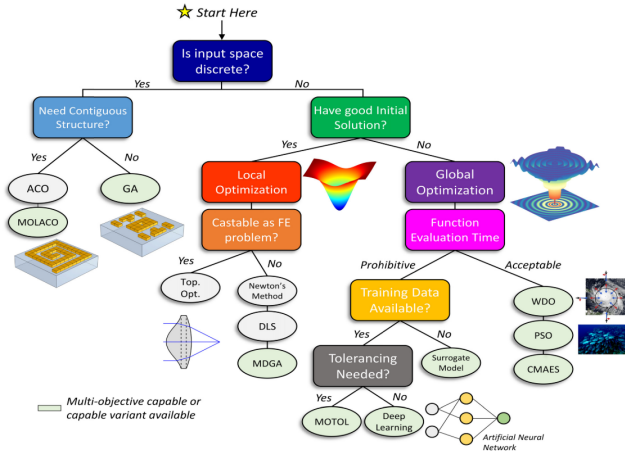 Start Here
Is input space
discrete?
Yes
No
Need Contiguous
Structure?
Have good Initial
Solution?
Yes
No
Yes
No
ACO
GA
MOLACO
Local
Optimization
Global
Optimization
Castable as FE
problem?
Function
Evaluation Time
Yes
No
Prohibitive
Acceptable
Top.
Opt.
Newton's
Method
DLS
MDGA
Training Data
Available?
WDO
PSO
CMAES
Yes
No
Tolerancing
Needed?
Surrogate
Model
Yes
No
MOTOL
Deep
Learning
Multi-objective capable or
capable variant available
Artificial Neural
Network